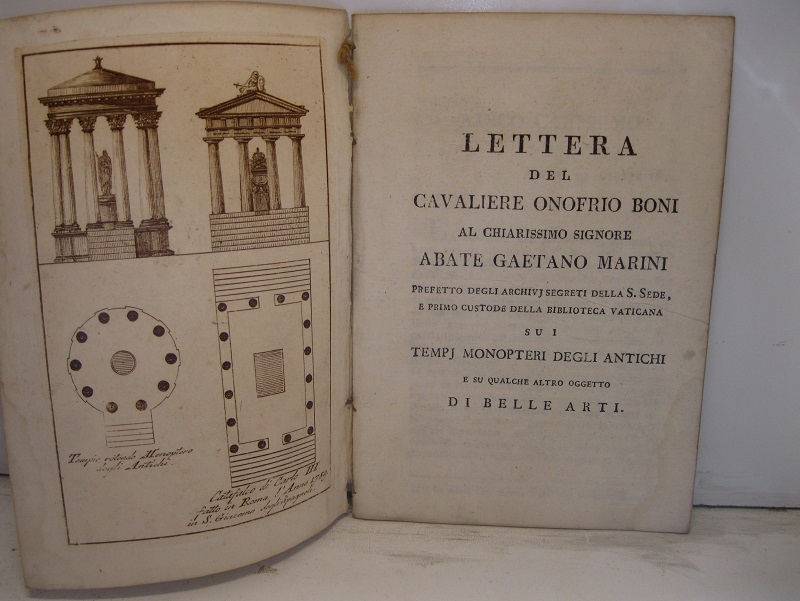 Tempio rotondo Monoptero
degli Antichi.
Catafalco di Carlo III
fatto in Roma l'Anno 1789.
in S. Giacomo degli Spagnoli.
LETTERA
DEL
CAVALIERE ONOFRIO BONI
AL CHIARISSIMO SIGNORE
ABATE GAETANO MARINI
PREFETTO DEGLI ARCHIVJ SEGRETI DELLA S. SEDE,
E PRIMO CUSTODE DELLA BIBLIOTECA VATICANA
SUI
TEMPJ MONOPTERI DEGLI ANTICHI
E SU QUALCHE ALTRO OGGETTO
DI BELLE ARTI.